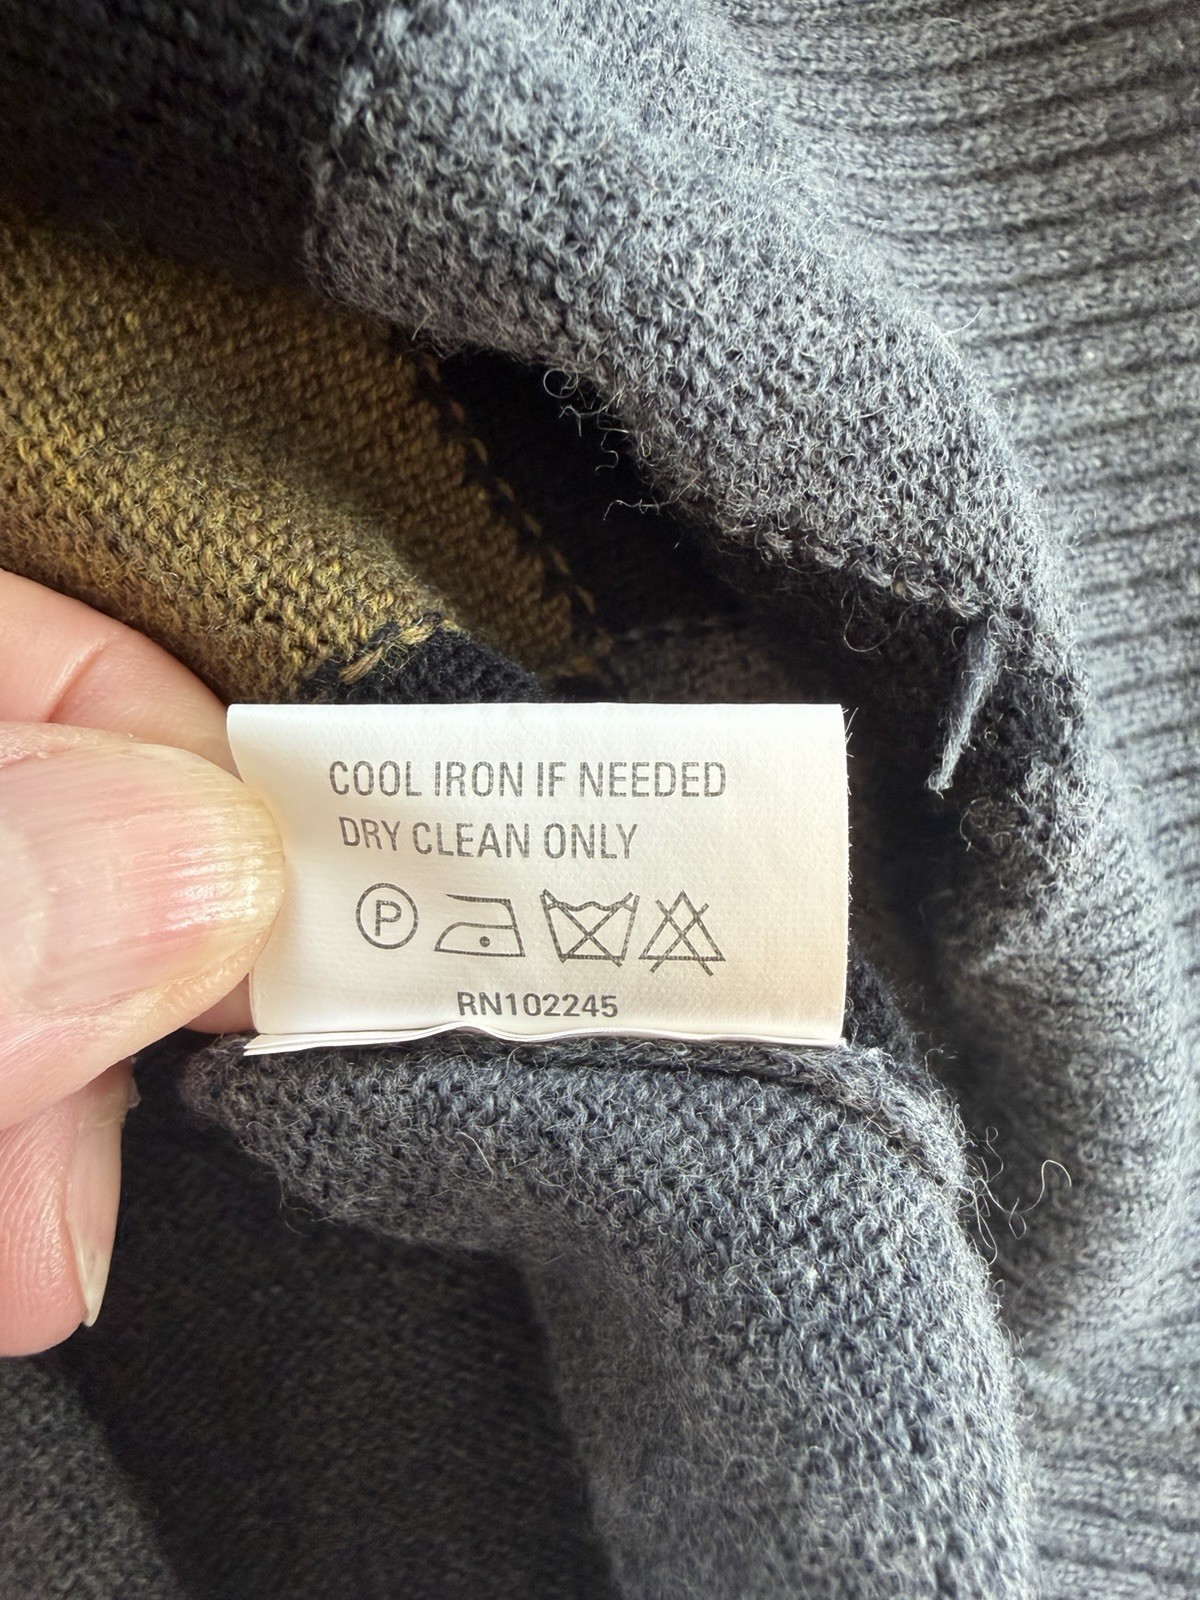 COOL IRON IF NEEDED
DRY CLEAN ONLY
P
RN102245